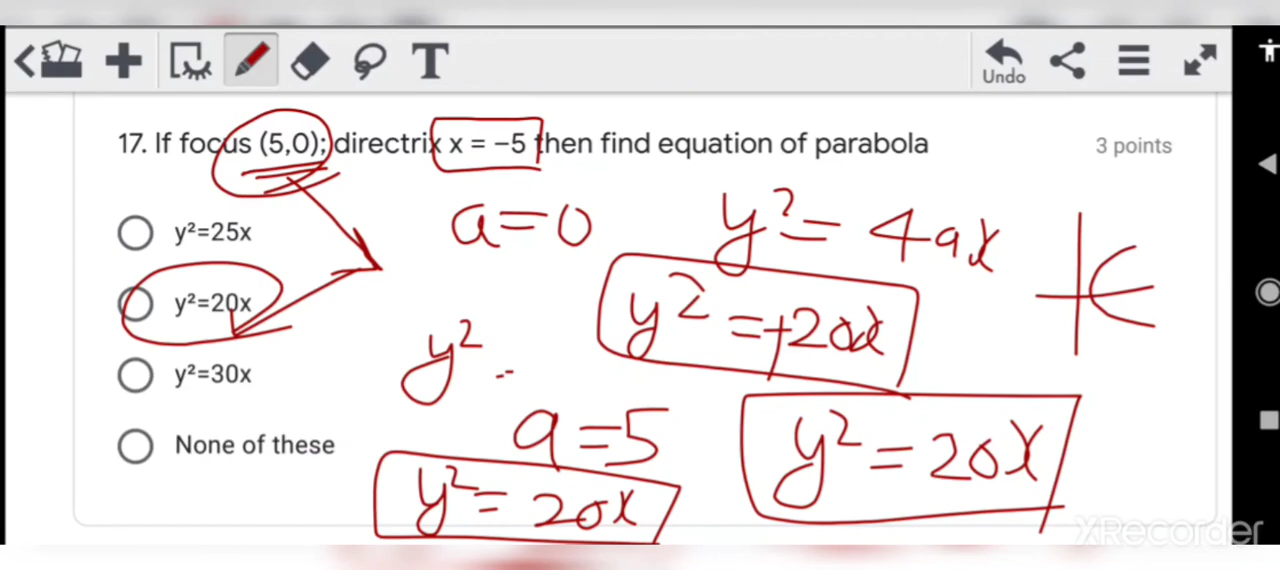 T
Undo
17. If focus (5,0); directrix x = −5 then find equation of parabola
3 points
a=0
y²= 4ax
y²=25x
y²=20x
y² =+20x
y²
y²=30x
a=5
y² = 20x
None of these
y²= 20x
XRecorder